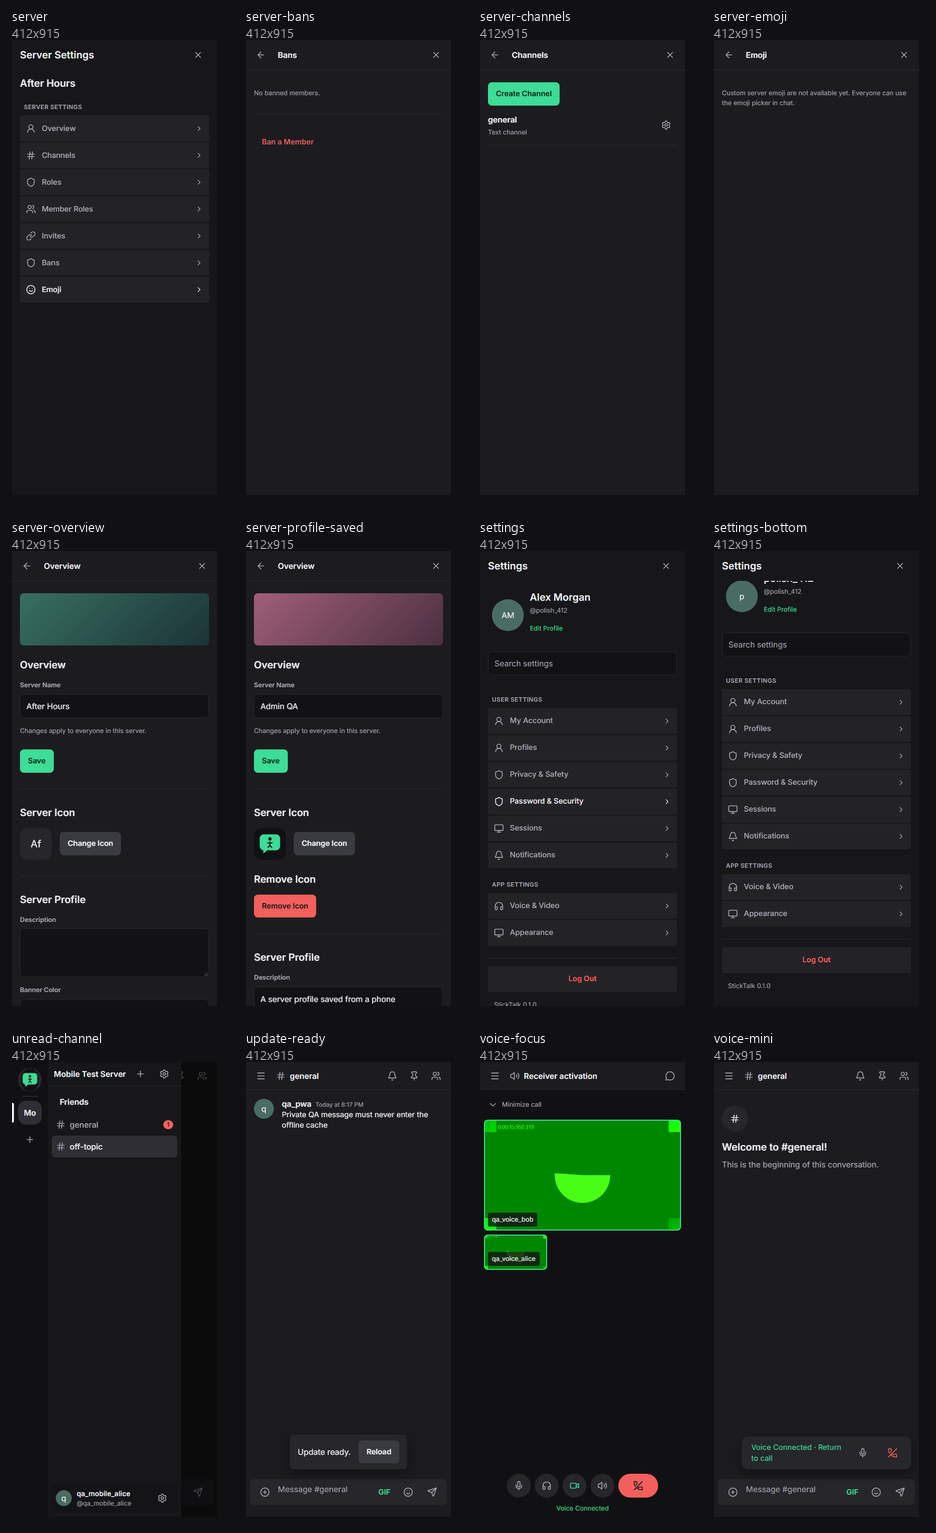 server
412x915
Server Settings
After Hours
SERVER SETTINGS
Overview
Channels
Roles
Member Roles
Invites
Bans
Emoji
server-bans
412x915
Bans
No banned members.
Ban a Member
server-channels
412x915
Channels
Create Channel
general
Text channel
server-emoji
412x915
Emoji
Custom server emoji are not available yet. Everyone can use
the emoji picker in chat.
server-overview
412x915
Overview
Overview
Server Name
After Hours
Changes apply to everyone in this server.
Save
Server Icon
Af
Change Icon
Server Profile
Description
Banner Color
server-profile-saved
412x915
Overview
Overview
Server Name
Admin QA
Changes apply to everyone in this server.
Save
Server Icon
Change Icon
Remove Icon
Remove Icon
Server Profile
Description
A server profile saved from a phone
settings
412x915
Settings
AM
Alex Morgan
@polish_412
Edit Profile
Search settings
USER SETTINGS
My Account
Profiles
Privacy & Safety
Password & Security
Sessions
Notifications
APP SETTINGS
Voice & Video
Appearance
Log Out
StickTalk 0.1.0
settings-bottom
412x915
Settings
p
polish_412
@polish_412
Edit Profile
Search settings
USER SETTINGS
My Account
Profiles
Privacy & Safety
Password & Security
Sessions
Notifications
APP SETTINGS
Voice & Video
Appearance
Log Out
StickTalk 0.1.0
unread-channel
412x915
Mobile Test Server
Mo
Friends
general
1
off-topic
q
qa_mobile_alice
@qa_mobile_alice
update-ready
412x915
# general
q
qa_pwa Today at 8:17 PM
Private QA message must never enter the
offline cache
Update ready.
Reload
Message #general
GIF
voice-focus
412x915
Receiver activation
Minimize call
qa_voice_bob
qa_voice_alice
Voice Connected
voice-mini
412x915
# general
#
Welcome to #general!
This is the beginning of this conversation.
Voice Connected · Return
to call
Message #general
GIF